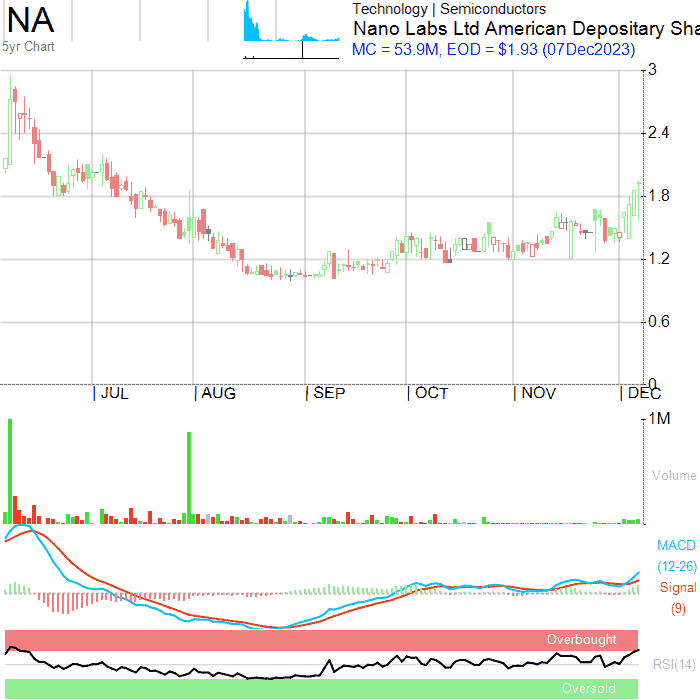 NA
5yr Chart
Technology | Semiconductors
Nano Labs Ltd American Depositary Sha
MC = 53.9M, EOD = $1.93 (07Dec2023)
3
2.4
1.8
1.2
0.6
0
JUL AUG SEP OCT NOV DEC
1M
Volume
MACD
(12-26)
Signal
(9)
Overbought
RSI(14)
Oversold